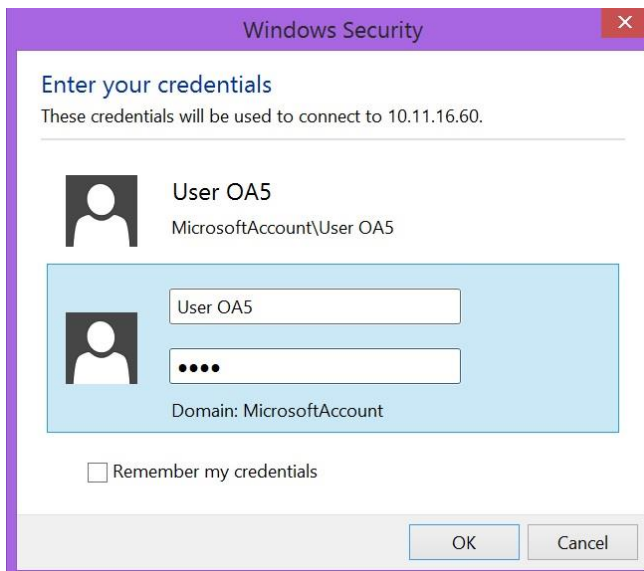 Windows Security
Enter your credentials
These credentials will be used to connect to 10.11.16.60.
User OA5
MicrosoftAccount\User OA5
User OA5
••••
Domain: MicrosoftAccount
Remember my credentials
OK Cancel